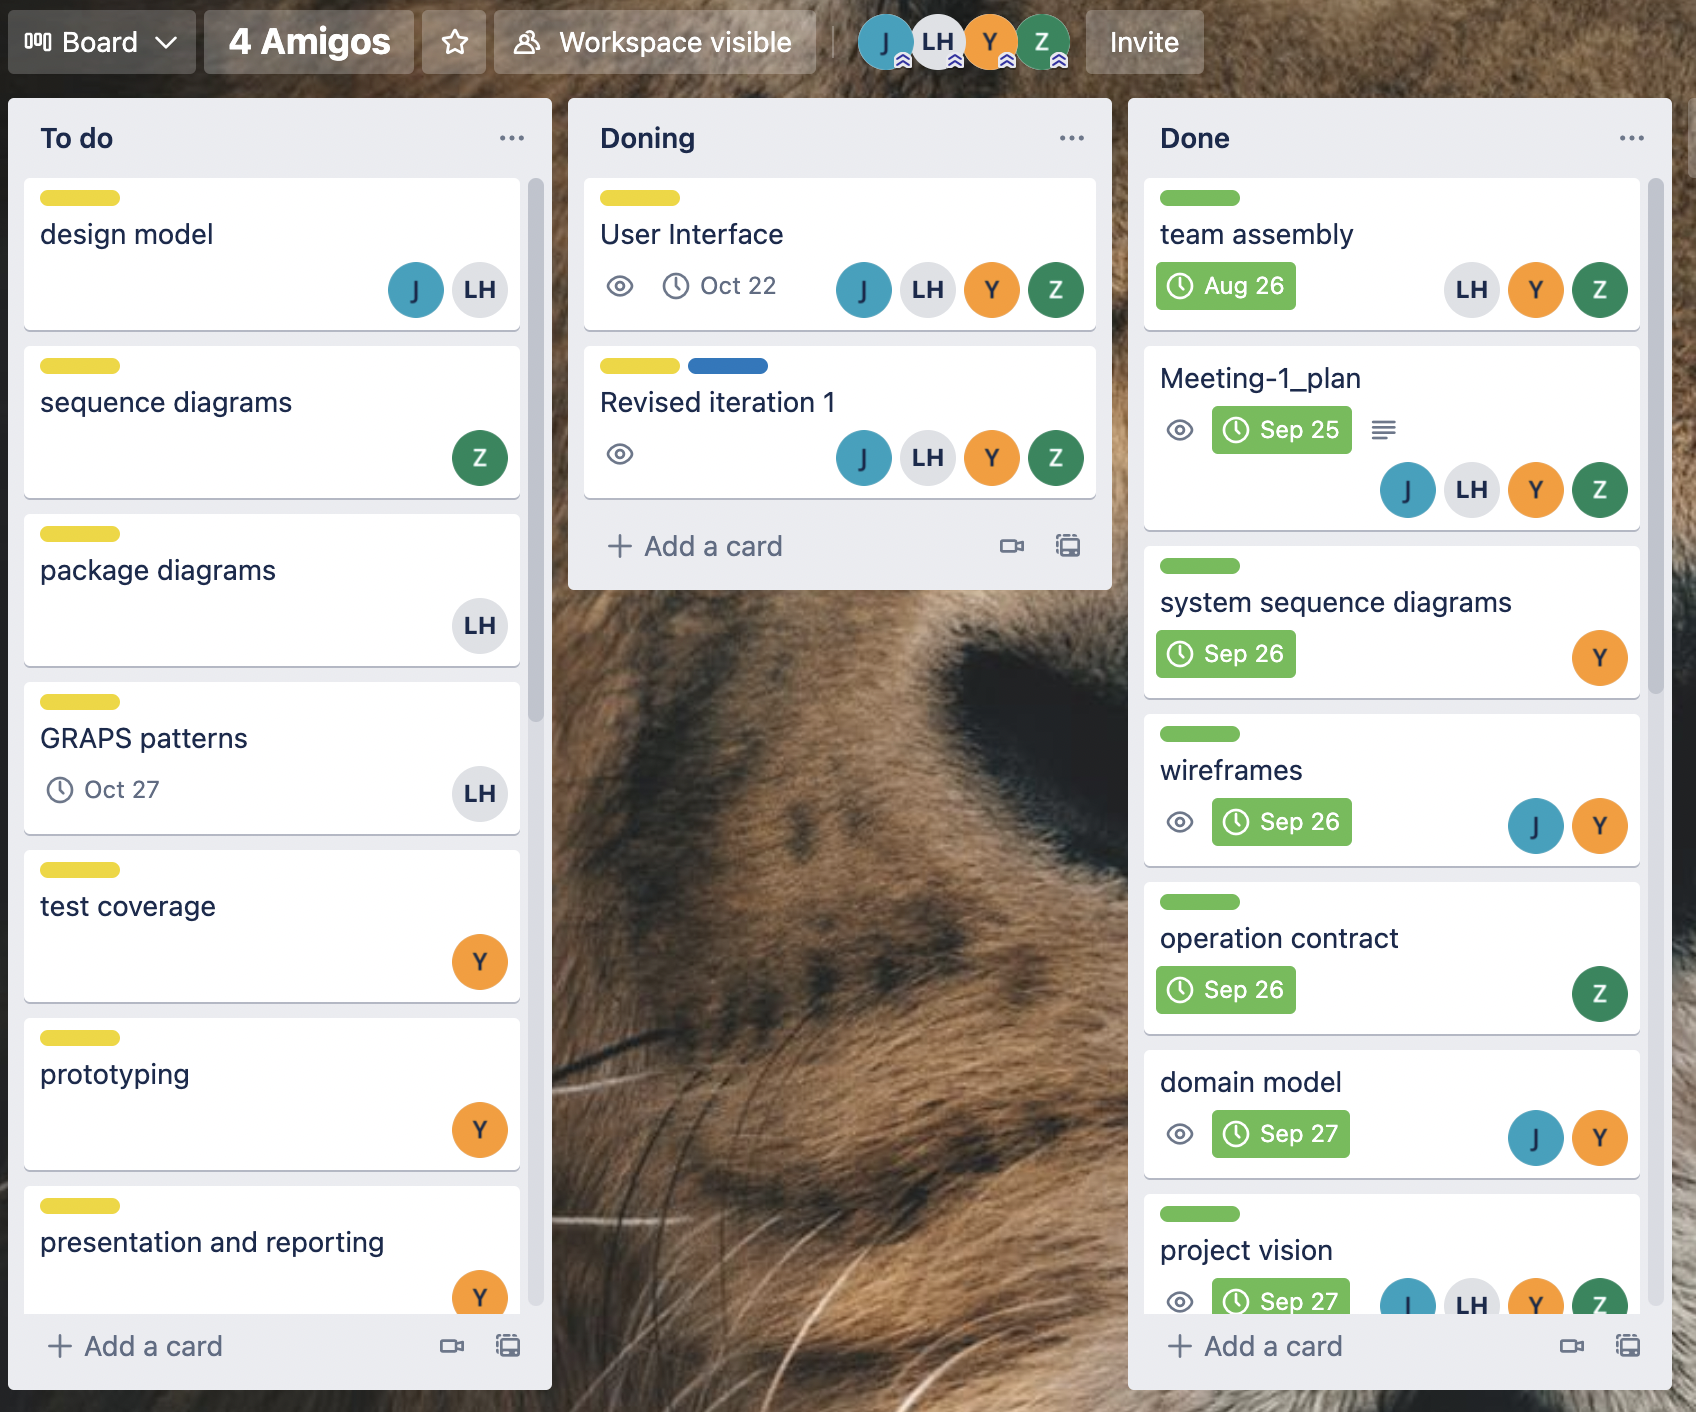 Board
4 Amigos
Workspace visible
J LH Y Z
Invite
To do
design model
J LH
sequence diagrams
Z
package diagrams
LH
GRAPS patterns
Oct 27 LH
test coverage
Y
prototyping
Y
presentation and reporting
Y
+ Add a card
Doning
User Interface
Oct 22 J LH Y Z
Revised iteration 1
J LH Y Z
+ Add a card
Done
team assembly
Aug 26 LH Y Z
Meeting-1_plan
Sep 25
J LH Y Z
system sequence diagrams
Sep 26 Y
wireframes
Sep 26 J Y
operation contract
Sep 26 Z
domain model
Sep 27 J Y
project vision
Sep 27 J LH Y Z
+ Add a card